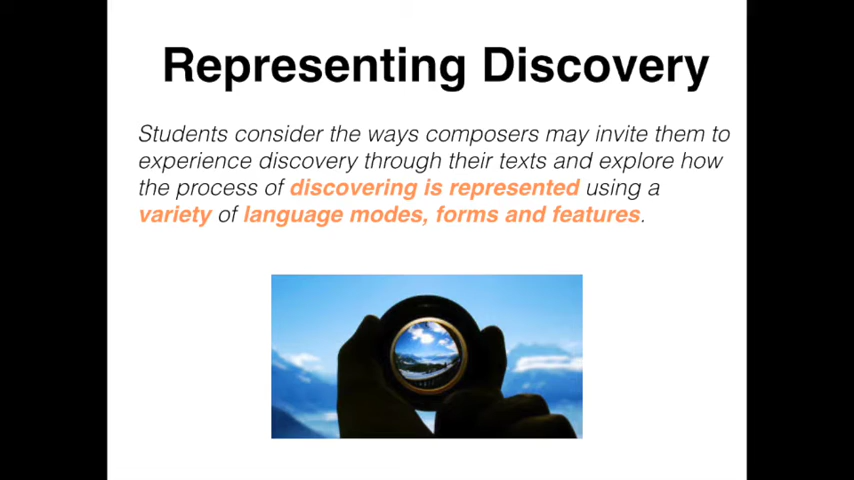 Representing Discovery
Students consider the ways composers may invite them to
experience discovery through their texts and explore how
the process of discovering is represented using a
variety of language modes, forms and features.